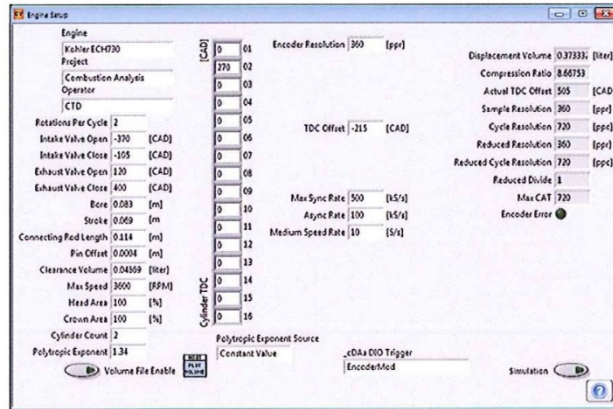 Engine Setup
Engine
Kohler ECH730
Project
Combustion Analysis
Operator
CTD
Rotations Per Cycle 2
Intake Valve Open -370 [CAD]
Intake Valve Close -105 [CAD]
Exhaust Valve Open 120 [CAD]
Exhaust Valve Close 400 [CAD]
Bore 0.083 [m]
Stroke 0.069 [m]
Connecting Rod Length 0.114 [m]
Pin Offset 0.0004 [m]
Clearance Volume 0.04869 [liter]
Max Speed 3600 [RPM]
Head Area 100 [%]
Crown Area 100 [%]
Cylinder Count 2
Polytropic Exponent 1.34
Volume File Enable
PLOT
VOLUME
[CAD]
0 01
270 02
0 03
0 04
0 05
0 06
0 07
0 08
0 09
0 10
0 11
0 12
0 13
0 14
0 15
0 16
Cylinder TDC
Polytropic Exponent Source
Constant Value
Encoder Resolution 360 [ppr]
TDC Offset -215 [CAD]
Max Sync Rate 500 [kS/s]
Async Rate 100 [kS/s]
Medium Speed Rate 10 [S/s]
_cDAQ DIO Trigger
EncoderMod
Displacement Volume 0.37333 [liter]
Compression Ratio 8.66753
Actual TDC Offset 505 [CAD
Sample Resolution 360 [ppr]
Cycle Resolution 720 [ppc]
Reduced Resolution 360 [ppr]
Reduced Cycle Resolution 720 [ppc]
Reduced Divide 1
Max CAT 720
Encoder Error
Simulation
?